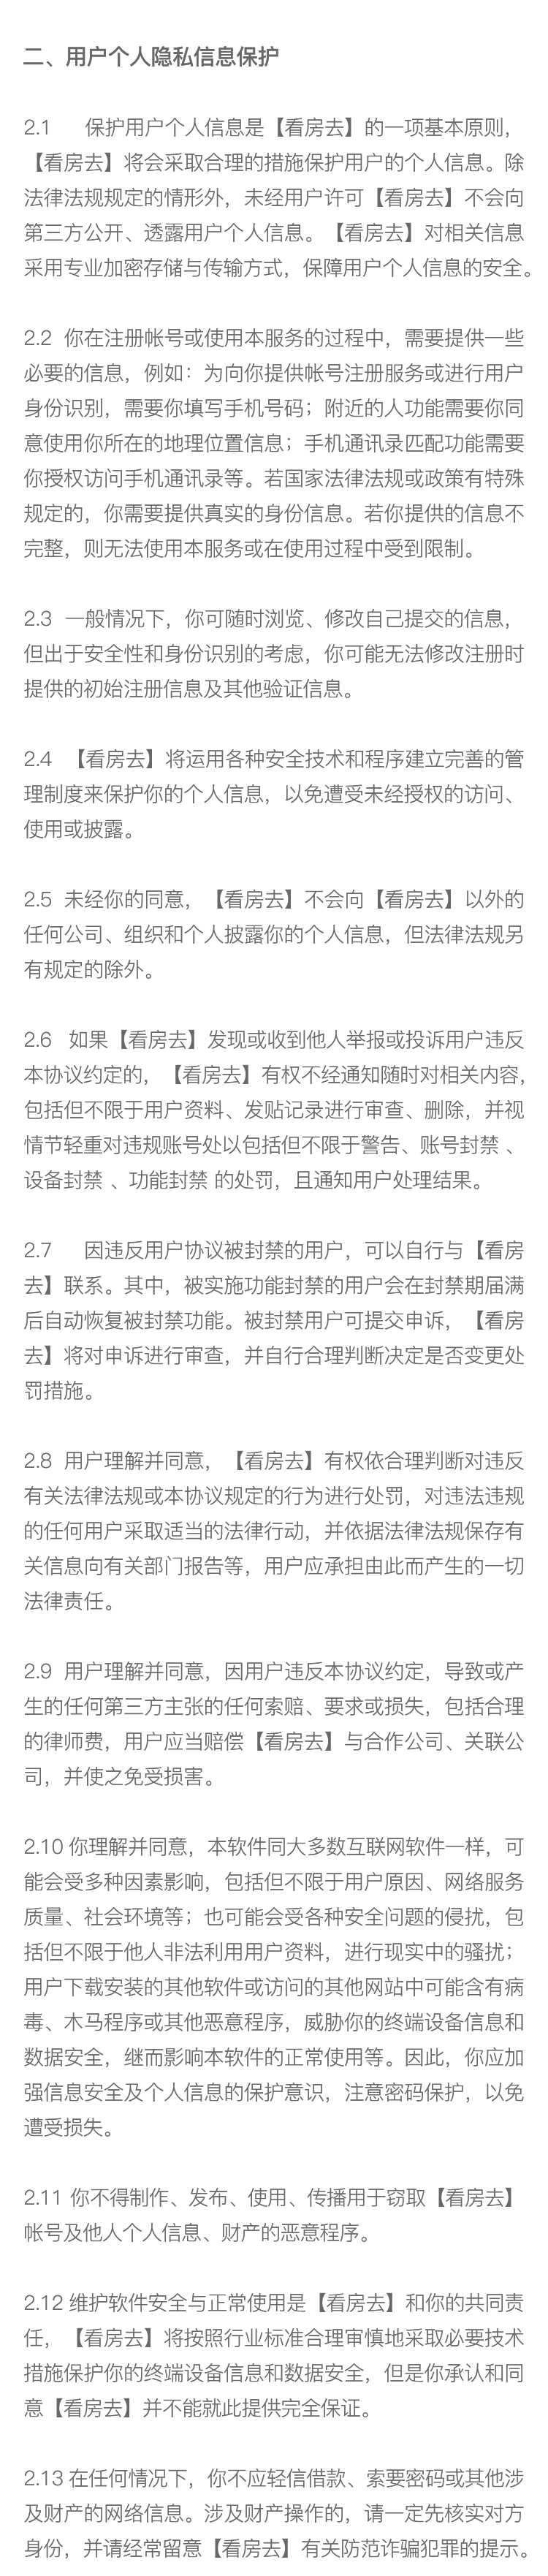 二、用户个人隐私信息保护
2.1 保护用户个人信息是【看房去】的一项基本原则，
【看房去】将会采取合理的措施保护用户的个人信息。除
法律法规规定的情形外，未经用户许可【看房去】不会向
第三方公开、透露用户个人信息。【看房去】对相关信息
采用专业加密存储与传输方式，保障用户个人信息的安全。
2.2 你在注册帐号或使用本服务的过程中，需要提供一些
必要的信息，例如：为向你提供帐号注册服务或进行用户
身份识别，需要你填写手机号码；附近的人功能需要你同
意使用你所在的地理位置信息；手机通讯录匹配功能需要
你授权访问手机通讯录等。若国家法律法规或政策有特殊
规定的，你需要提供真实的身份信息。若你提供的信息不
完整，则无法使用本服务或在使用过程中受到限制。
2.3 一般情况下，你可随时浏览、修改自己提交的信息，
但出于安全性和身份识别的考虑，你可能无法修改注册时
提供的初始注册信息及其他验证信息。
2.4 【看房去】将运用各种安全技术和程序建立完善的管
理制度来保护你的个人信息，以免遭受未经授权的访问、
使用或披露。
2.5 未经你的同意，【看房去】不会向【看房去】以外的
任何公司、组织和个人披露你的个人信息，但法律法规另
有规定的除外。
2.6 如果【看房去】发现或收到他人举报或投诉用户违反
本协议约定的，【看房去】有权不经通知随时对相关内容，
包括但不限于用户资料、发贴记录进行审查、删除，并视
情节轻重对违规账号处以包括但不限于警告、账号封禁 、
设备封禁 、功能封禁 的处罚，且通知用户处理结果。
2.7 因违反用户协议被封禁的用户，可以自行与【看房
去】联系。其中，被实施功能封禁的用户会在封禁期届满
后自动恢复被封禁功能。被封禁用户可提交申诉，【看房
去】将对申诉进行审查，并自行合理判断决定是否变更处
罚措施。
2.8 用户理解并同意，【看房去】有权依合理判断对违反
有关法律法规或本协议规定的行为进行处罚，对违法违规
的任何用户采取适当的法律行动，并依据法律法规保存有
关信息向有关部门报告等，用户应承担由此而产生的一切
法律责任。
2.9 用户理解并同意，因用户违反本协议约定，导致或产
生的任何第三方主张的任何索赔、要求或损失，包括合理
的律师费，用户应当赔偿【看房去】与合作公司、关联公
司，并使之免受损害。
2.10 你理解并同意，本软件同大多数互联网软件一样，可
能会受多种因素影响，包括但不限于用户原因、网络服务
质量、社会环境等；也可能会受各种安全问题的侵扰，包
括但不限于他人非法利用用户资料，进行现实中的骚扰；
用户下载安装的其他软件或访问的其他网站中可能含有病
毒、木马程序或其他恶意程序，威胁你的终端设备信息和
数据安全，继而影响本软件的正常使用等。因此，你应加
强信息安全及个人信息的保护意识，注意密码保护，以免
遭受损失。
2.11 你不得制作、发布、使用、传播用于窃取【看房去】
帐号及他人个人信息、财产的恶意程序。
2.12 维护软件安全与正常使用是【看房去】和你的共同责
任，【看房去】将按照行业标准合理审慎地采取必要技术
措施保护你的终端设备信息和数据安全，但是你承认和同
意【看房去】并不能就此提供完全保证。
2.13 在任何情况下，你不应轻信借款、索要密码或其他涉
及财产的网络信息。涉及财产操作的，请一定先核实对方
身份，并请经常留意【看房去】有关防范诈骗犯罪的提示。